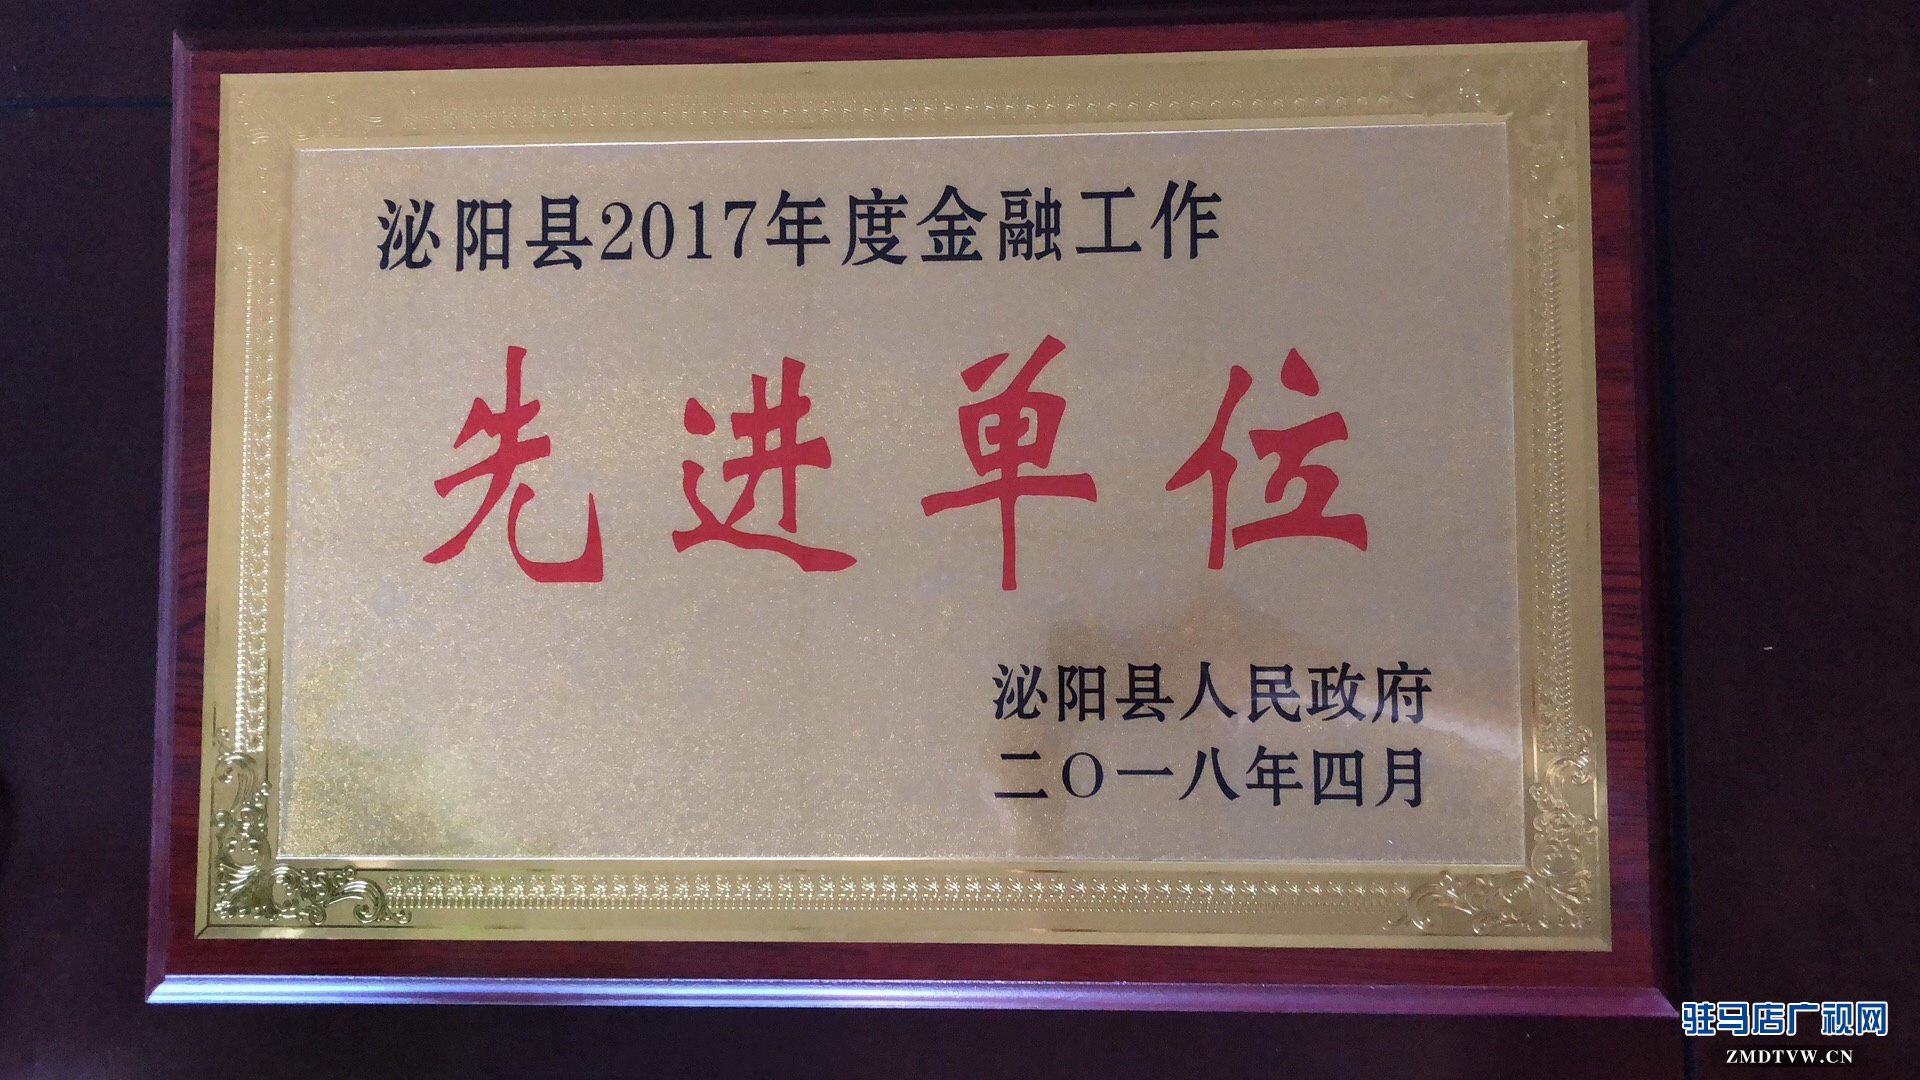 泌阳县2017年度金融工作
先进单位
泌阳县人民政府
二〇一八年四月
驻马店广视网
ZMDTVW.CN